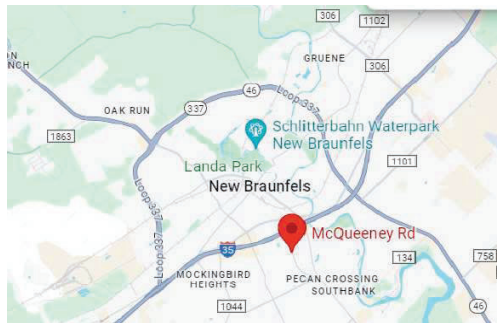 306
1102
GRUENE
306
ON
NCH
46
Loop 337
OAK RUN
337
1863
Schlitterbahn Waterpark
New Braunfels
1101
Landa Park
New Braunfels
Loop 337
McQueeney Rd
35
134
758
MOCKINGBIRD
HEIGHTS
PECAN CROSSING
SOUTHBANK
1044
46